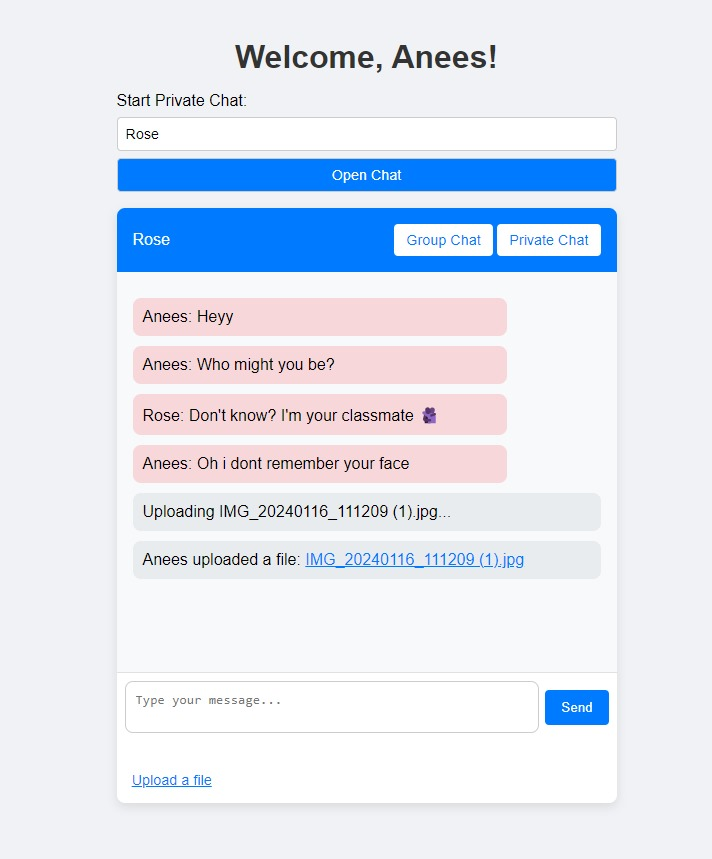 Welcome, Anees!
Start Private Chat:
Rose
Open Chat
Rose
Group Chat
Private Chat
Anees: Heyy
Anees: Who might you be?
Rose: Don't know? I'm your classmate
Anees: Oh i dont remember your face
Uploading IMG_20240116_111209 (1).jpg...
Anees uploaded a file: IMG_20240116_111209 (1).jpg
Type your message...
Send
Upload a file